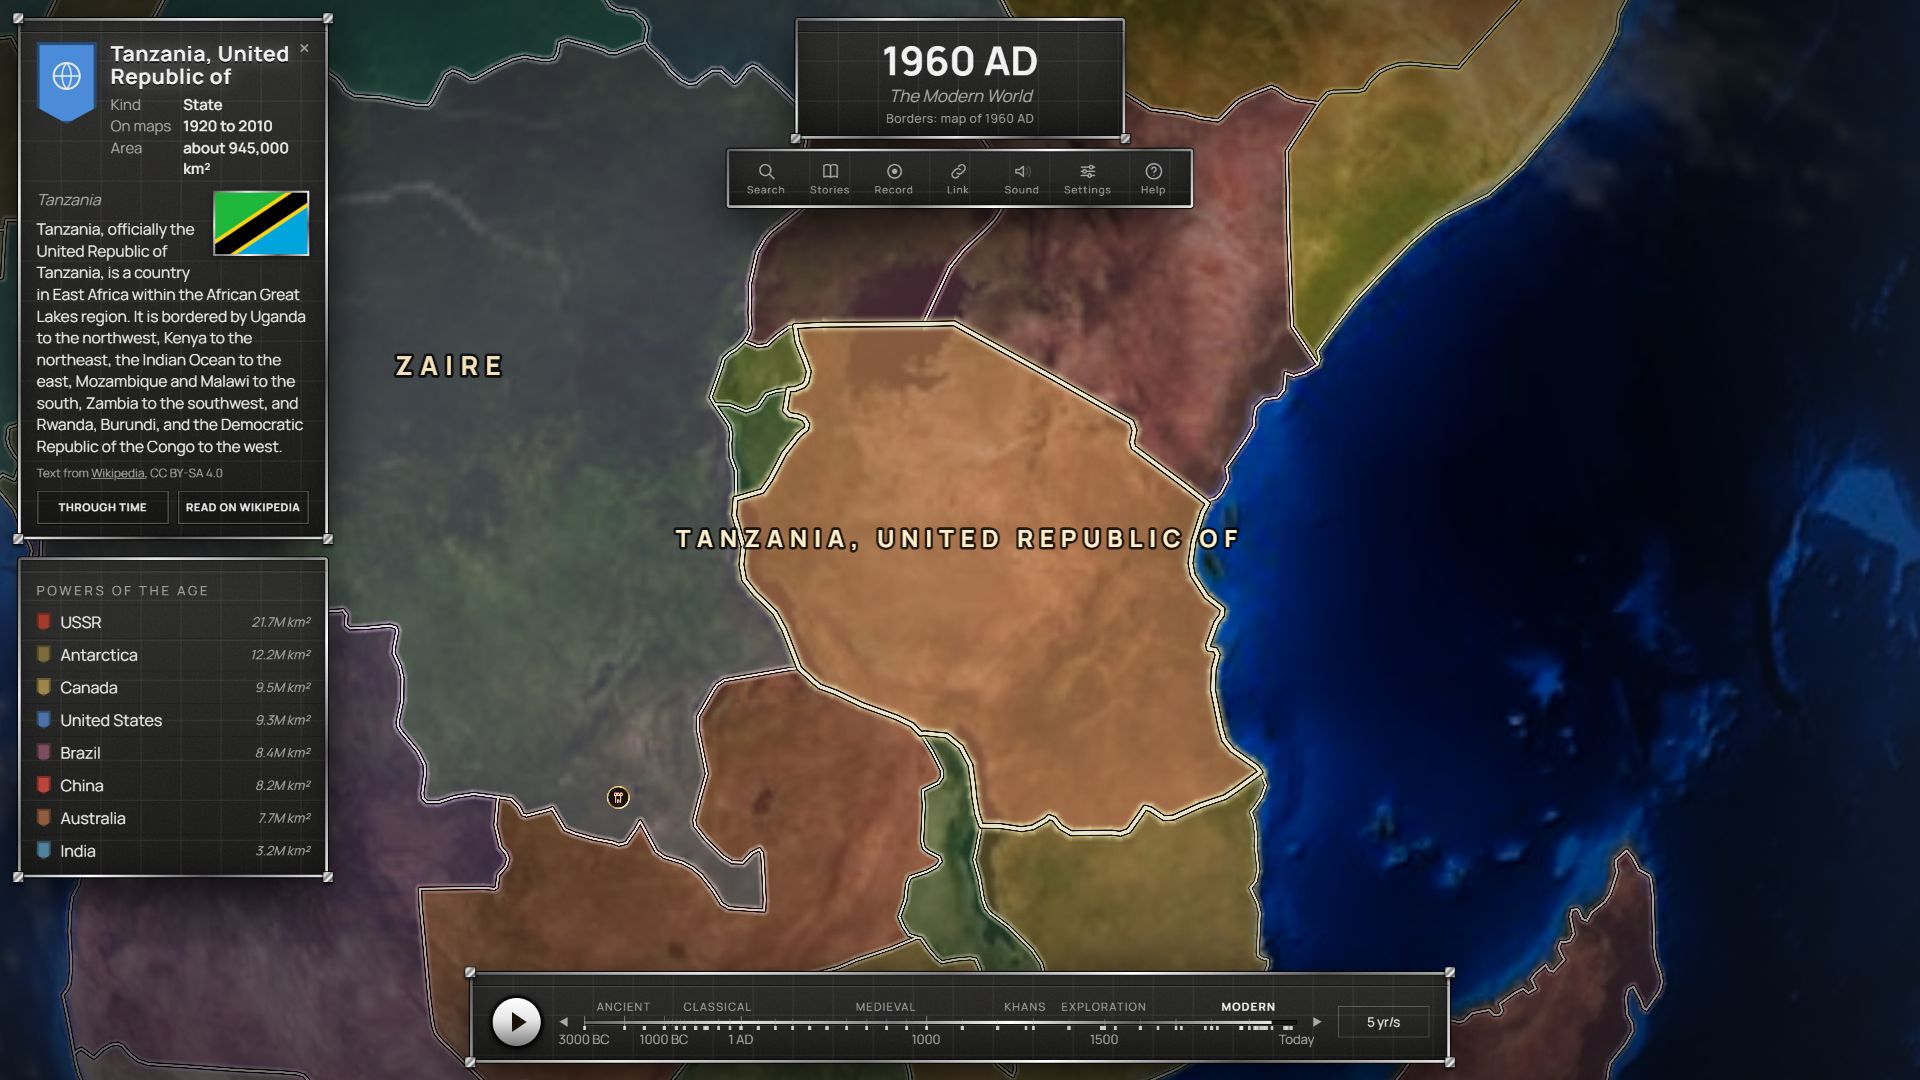 Tanzania, United
Republic of
Kind State
On maps 1920 to 2010
Area about 945,000
km²
Tanzania
Tanzania, officially the
United Republic of
Tanzania, is a country
in East Africa within the African Great
Lakes region. It is bordered by Uganda
to the northwest, Kenya to the
northeast, the Indian Ocean to the
east, Mozambique and Malawi to the
south, Zambia to the southwest, and
Rwanda, Burundi, and the Democratic
Republic of the Congo to the west.
Text from Wikipedia, CC BY-SA 4.0
THROUGH TIME READ ON WIKIPEDIA
POWERS OF THE AGE
USSR 21.7M km²
Antarctica 12.2M km²
Canada 9.5M km²
United States 9.3M km²
Brazil 8.4M km²
China 8.2M km²
Australia 7.7M km²
India 3.2M km²
1960 AD
The Modern World
Borders: map of 1960 AD
Search Stories Record Link Sound Settings Help
ZAIRE
TANZANIA, UNITED REPUBLIC OF
ANCIENT CLASSICAL MEDIEVAL KHANS EXPLORATION MODERN
3000 BC 1000 BC 1 AD 1000 1500 Today
5 yr/s